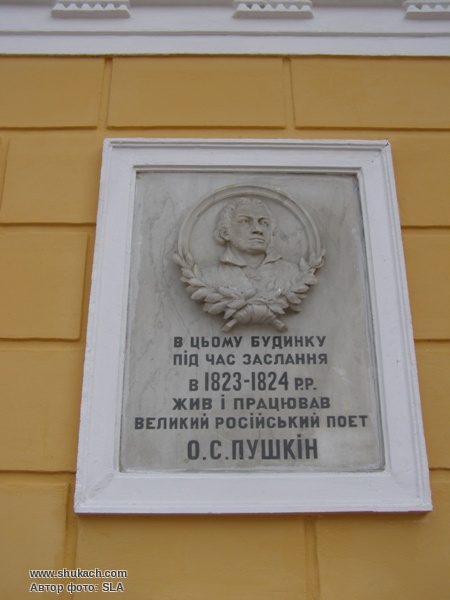 В ЦЬОМУ БУДИНКУ
ПІД ЧАС ЗАСЛАННЯ
В 1823-1824 Р.Р.
ЖИВ І ПРАЦЮВАВ
ВЕЛИКИЙ РОСІЙСЬКИЙ ПОЕТ
О.С.ПУШКІН
www.shukach.com
Автор фото: SLA